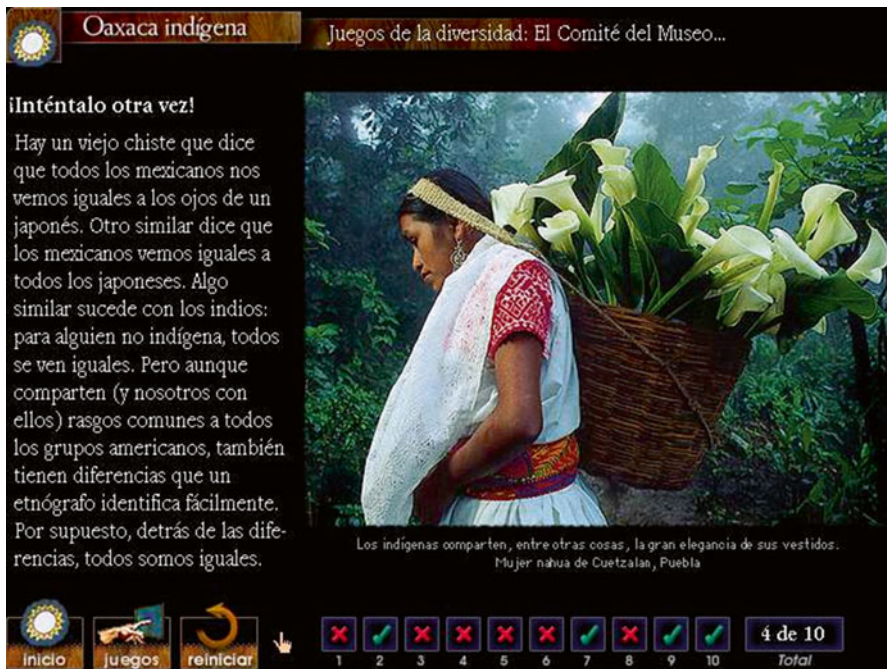 Oaxaca indígena
Juegos de la diversidad: El Comité del Museo...
¡Inténtalo otra vez!
Hay un viejo chiste que dice
que todos los mexicanos nos
vemos iguales a los ojos de un
japonés. Otro similar dice que
los mexicanos vemos iguales a
todos los japoneses. Algo
similar sucede con los indios:
para alguien no indígena, todos
se ven iguales. Pero aunque
comparten (y nosotros con
ellos) rasgos comunes a todos
los grupos americanos, también
tienen diferencias que un
etnógrafo identifica fácilmente.
Por supuesto, detrás de las dife-
rencias, todos somos iguales.
Los indígenas comparten, entre otras cosas, la gran elegancia de sus vestidos.
Mujer nahua de Cuetzalan, Puebla
inicio
juegos
reiniciar
1 2 3 4 5 6 7 8 9 10
4 de 10
Total